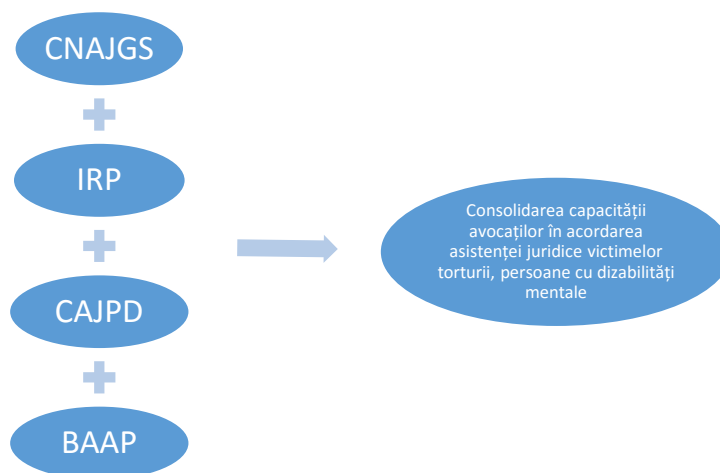 CNAJGS
IRP
CAJPD
BAAP
Consolidarea capacității
avocaților în acordarea
asistenței juridice victimelor
torturii, persoane cu dizabilități
mentale